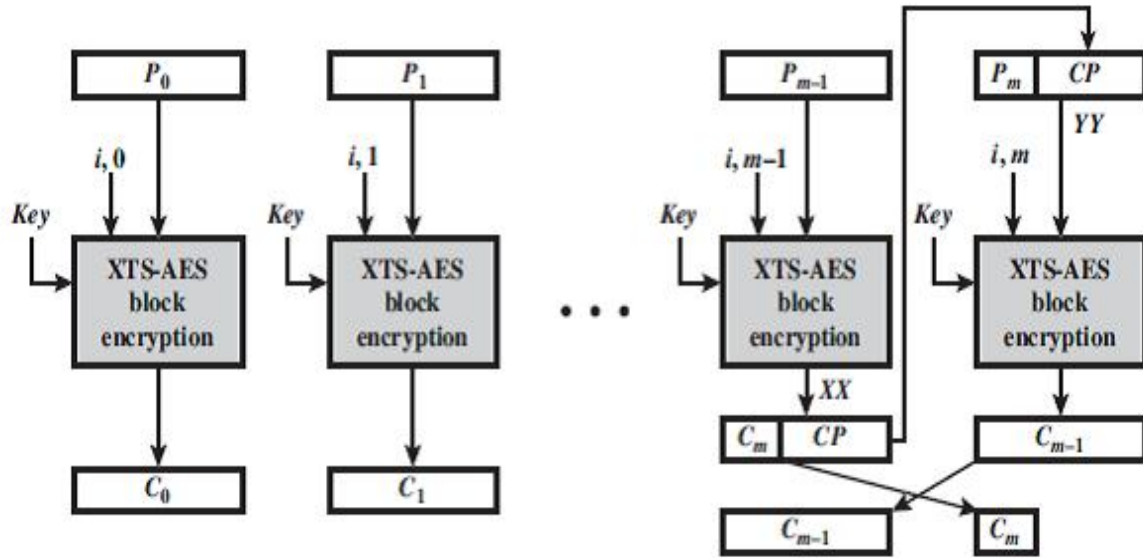 P₀ P₁ Pₘ₋₁ Pₘ CP
YY
i, 0 i, 1 i, m–1 i, m
Key Key Key Key
XTS-AES XTS-AES XTS-AES XTS-AES
block block block block
encryption encryption • • • encryption encryption
XX
Cₘ CP Cₘ₋₁
C₀ C₁
Cₘ₋₁ Cₘ